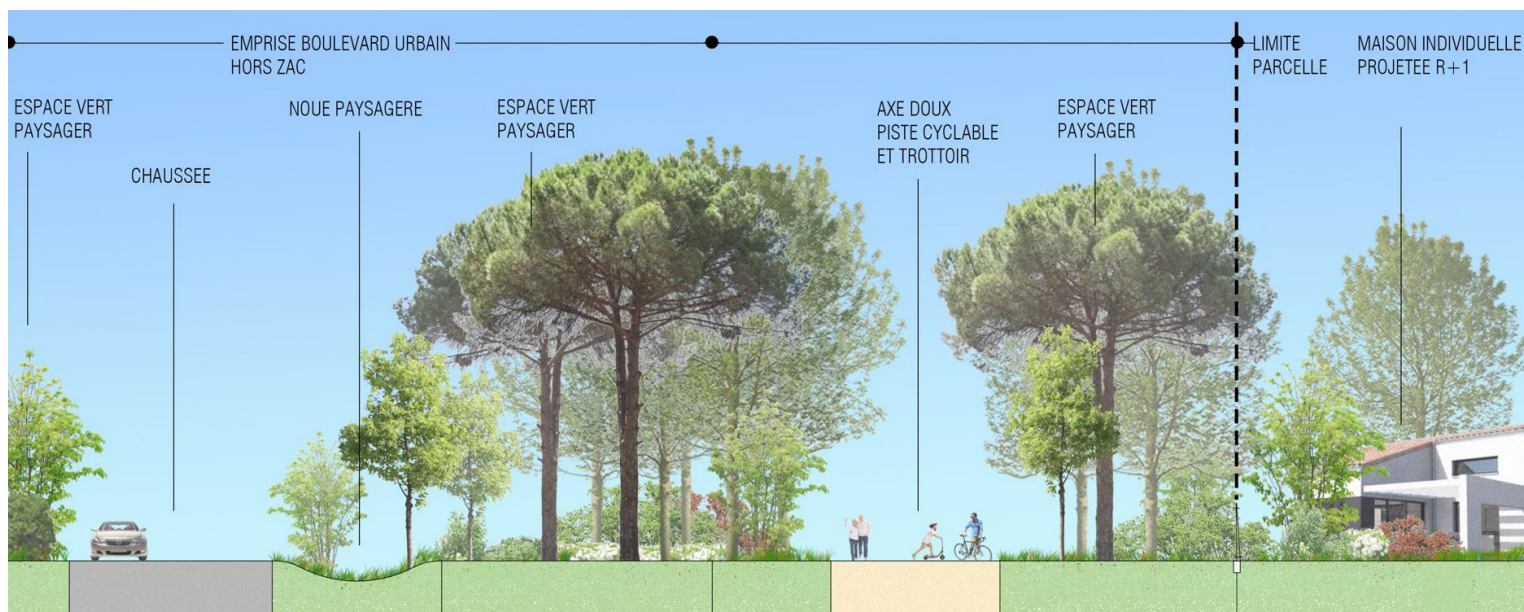 EMPRISE BOULEVARD URBAIN
HORS ZAC
LIMITE
PARCELLE
MAISON INDIVIDUELLE
PROJETEE R+1
ESPACE VERT
PAYSAGER
CHAUSSEE
NOUE PAYSAGERE
ESPACE VERT
PAYSAGER
AXE DOUX
PISTE CYCLABLE
ET TROTTOIR
ESPACE VERT
PAYSAGER